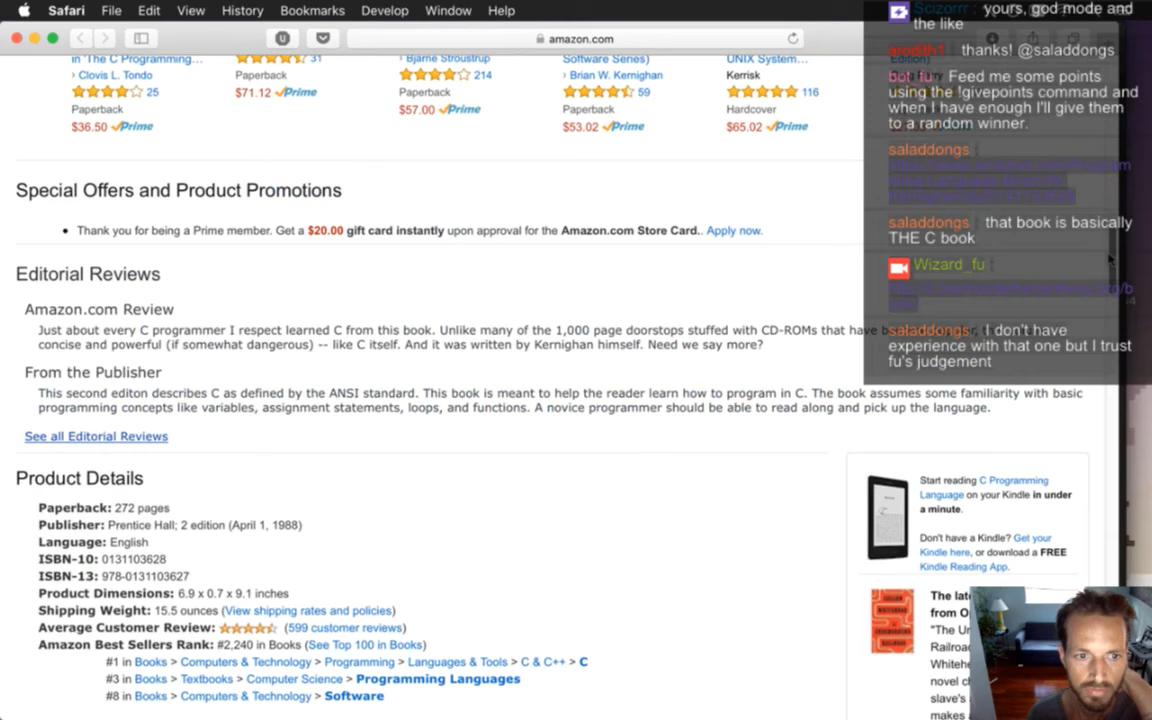 Safari File Edit View History Bookmarks Develop Window Help
amazon.com
in 'The C Programming...
› Clovis L. Tondo
25
Paperback
$36.50 Prime
31
Paperback
$71.12 Prime
› Bjarne Stroustrup
214
Paperback
$57.00 Prime
Software Series)
› Brian W. Kernighan
59
Paperback
$53.02 Prime
UNIX System...
Kerrisk
116
Hardcover
$65.02 Prime
Special Offers and Product Promotions
Thank you for being a Prime member. Get a $20.00 gift card instantly upon approval for the Amazon.com Store Card.. Apply now.
Editorial Reviews
Amazon.com Review
Just about every C programmer I respect learned C from this book. Unlike many of the 1,000 page doorstops stuffed with CD-ROMs that have
concise and powerful (if somewhat dangerous) -- like C itself. And it was written by Kernighan himself. Need we say more?
From the Publisher
This second editon describes C as defined by the ANSI standard. This book is meant to help the reader learn how to program in C. The book assumes some familiarity with basic
programming concepts like variables, assignment statements, loops, and functions. A novice programmer should be able to read along and pick up the language.
See all Editorial Reviews
Product Details
Paperback: 272 pages
Publisher: Prentice Hall; 2 edition (April 1, 1988)
Language: English
ISBN-10: 0131103628
ISBN-13: 978-0131103627
Product Dimensions: 6.9 x 0.7 x 9.1 inches
Shipping Weight: 15.5 ounces (View shipping rates and policies)
Average Customer Review: (599 customer reviews)
Amazon Best Sellers Rank: #2,240 in Books (See Top 100 in Books)
#1 in Books > Computers & Technology > Programming > Languages & Tools > C & C++ > C
#3 in Books > Textbooks > Computer Science > Programming Languages
#8 in Books > Computers & Technology > Software
Scizorrr : yours, god mode and
the like
arodith1 thanks! @saladdongs
bot_fu : Feed me some points
using the !givepoints command and
when I have enough I'll give them
to a random winner.
saladdongs :
saladdongs : that book is basically
THE C book
Wizard_fu :
saladdongs : I don't have
experience with that one but I trust
fu's judgement
Start reading C Programming
Language on your Kindle in under
a minute.
Don't have a Kindle? Get your
Kindle here, or download a FREE
Kindle Reading App.
The
from
"The
Railroa
Whitehe
novel
slave's
makes